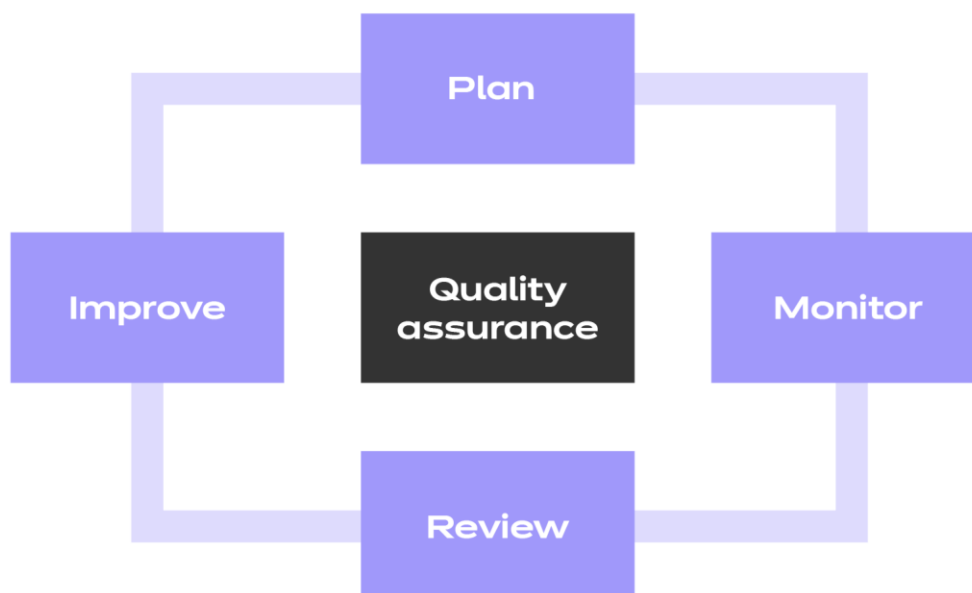 Plan
Improve
Quality
assurance
Monitor
Review